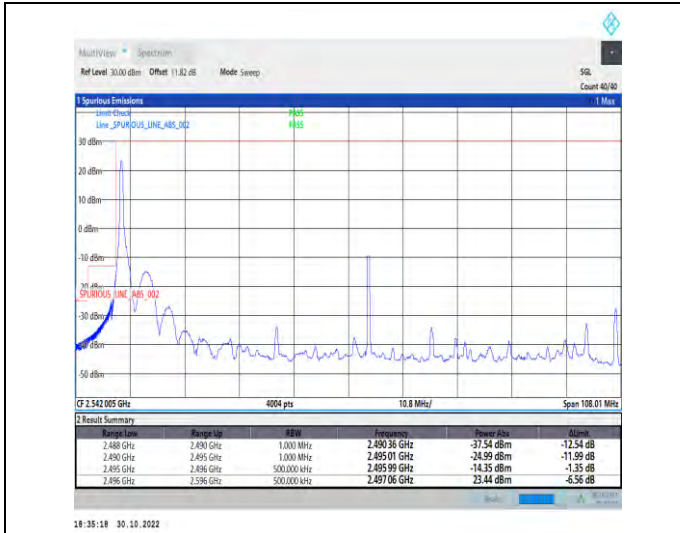 MultiView Spectrum
Ref Level 30.00 dBm Offset 11.82 dB Mode Sweep SGL
Count 40/40
1 Spurious Emissions 1 Max
Limit Check PASS
Line _SPURIOUS_LINE_ABS_002 PASS
30 dBm
20 dBm
10 dBm
0 dBm
-10 dBm
-20 dBm
_SPURIOUS_LINE_ABS_002
-30 dBm
-40 dBm
-50 dBm
CF 2.542 005 GHz 4004 pts 10.8 MHz/ Span 108.01 MHz
2 Result Summary
Range Low Range Up RBW Frequency Power Abs ΔLimit
2.488 GHz 2.490 GHz 1.000 MHz 2.490 36 GHz -37.54 dBm -12.54 dB
2.490 GHz 2.495 GHz 1.000 MHz 2.495 01 GHz -24.99 dBm -11.99 dB
2.495 GHz 2.496 GHz 500.000 kHz 2.495 99 GHz -14.35 dBm -1.35 dB
2.496 GHz 2.596 GHz 500.000 kHz 2.497 06 GHz 23.44 dBm -6.56 dB
18:35:18 30.10.2022